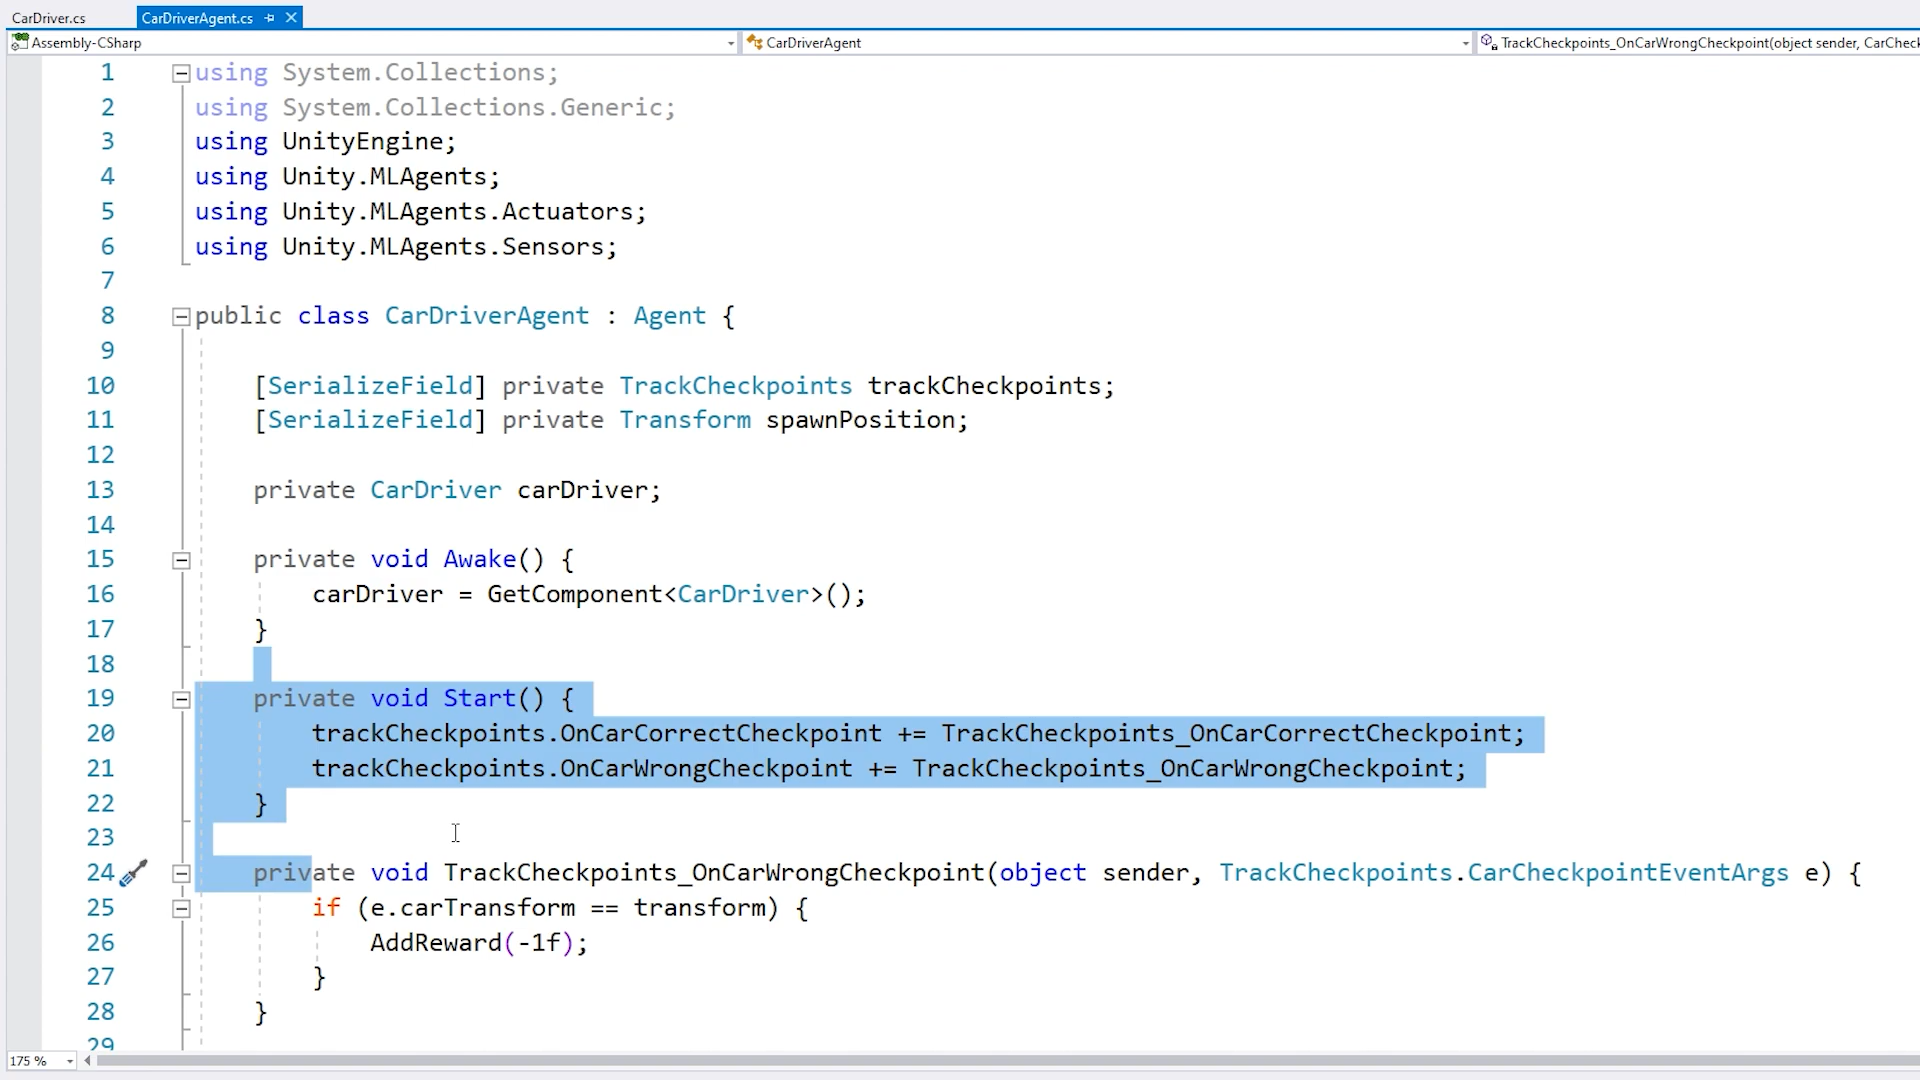 CarDriver.cs
CarDriverAgent.cs
Assembly-CSharp
CarDriverAgent
TrackCheckpoints_OnCarWrongCheckpoint(object sender, CarCheck
1 using System.Collections;
2 using System.Collections.Generic;
3 using UnityEngine;
4 using Unity.MLAgents;
5 using Unity.MLAgents.Actuators;
6 using Unity.MLAgents.Sensors;
7
8 public class CarDriverAgent : Agent {
9
10 [SerializeField] private TrackCheckpoints trackCheckpoints;
11 [SerializeField] private Transform spawnPosition;
12
13 private CarDriver carDriver;
14
15 private void Awake() {
16 carDriver = GetComponent<CarDriver>();
17 }
18
19 private void Start() {
20 trackCheckpoints.OnCarCorrectCheckpoint += TrackCheckpoints_OnCarCorrectCheckpoint;
21 trackCheckpoints.OnCarWrongCheckpoint += TrackCheckpoints_OnCarWrongCheckpoint;
22 }
23
24 private void TrackCheckpoints_OnCarWrongCheckpoint(object sender, TrackCheckpoints.CarCheckpointEventArgs e) {
25 if (e.carTransform == transform) {
26 AddReward(-1f);
27 }
28 }
29
175 %